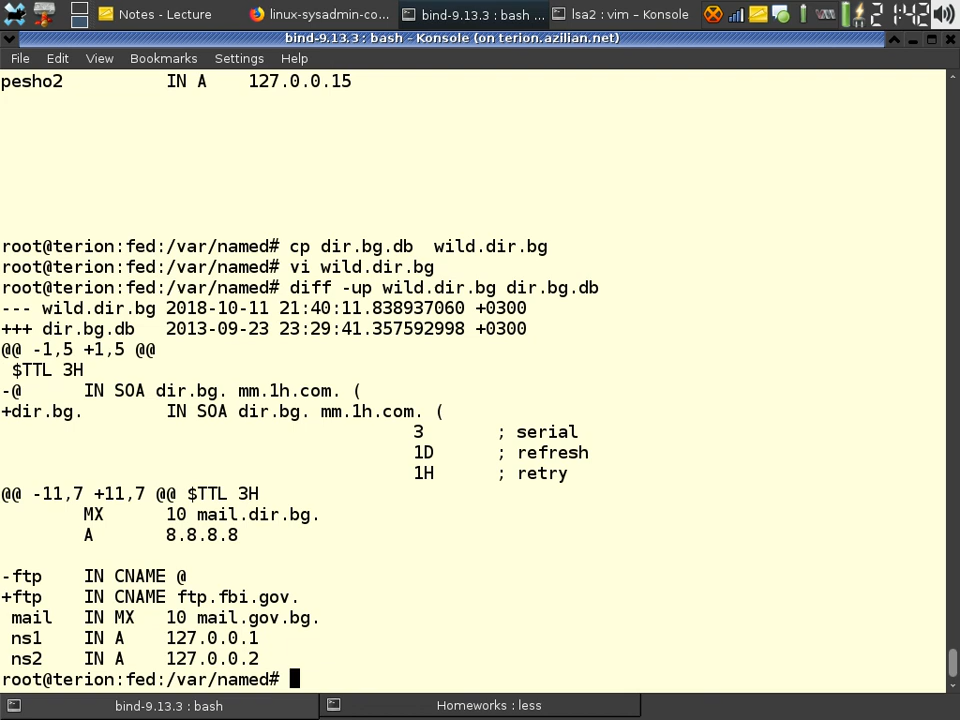 Notes - Lecture
linux-sysadmin-co...
bind-9.13.3 : bash ...
lsa2 : vim – Konsole
2 1:42
bind-9.13.3 : bash – Konsole (on terion.azilian.net)
File Edit View Bookmarks Settings Help
pesho2 IN A 127.0.0.15
root@terion:fed:/var/named# cp dir.bg.db wild.dir.bg
root@terion:fed:/var/named# vi wild.dir.bg
root@terion:fed:/var/named# diff -up wild.dir.bg dir.bg.db
--- wild.dir.bg 2018-10-11 21:40:11.838937060 +0300
+++ dir.bg.db 2013-09-23 23:29:41.357592998 +0300
@@ -1,5 +1,5 @@
$TTL 3H
-@ IN SOA dir.bg. mm.1h.com. (
+dir.bg. IN SOA dir.bg. mm.1h.com. (
3 ; serial
1D ; refresh
1H ; retry
@@ -11,7 +11,7 @@ $TTL 3H
MX 10 mail.dir.bg.
A 8.8.8.8
-ftp IN CNAME @
+ftp IN CNAME ftp.fbi.gov.
mail IN MX 10 mail.gov.bg.
ns1 IN A 127.0.0.1
ns2 IN A 127.0.0.2
root@terion:fed:/var/named#
bind-9.13.3 : bash
Homeworks : less